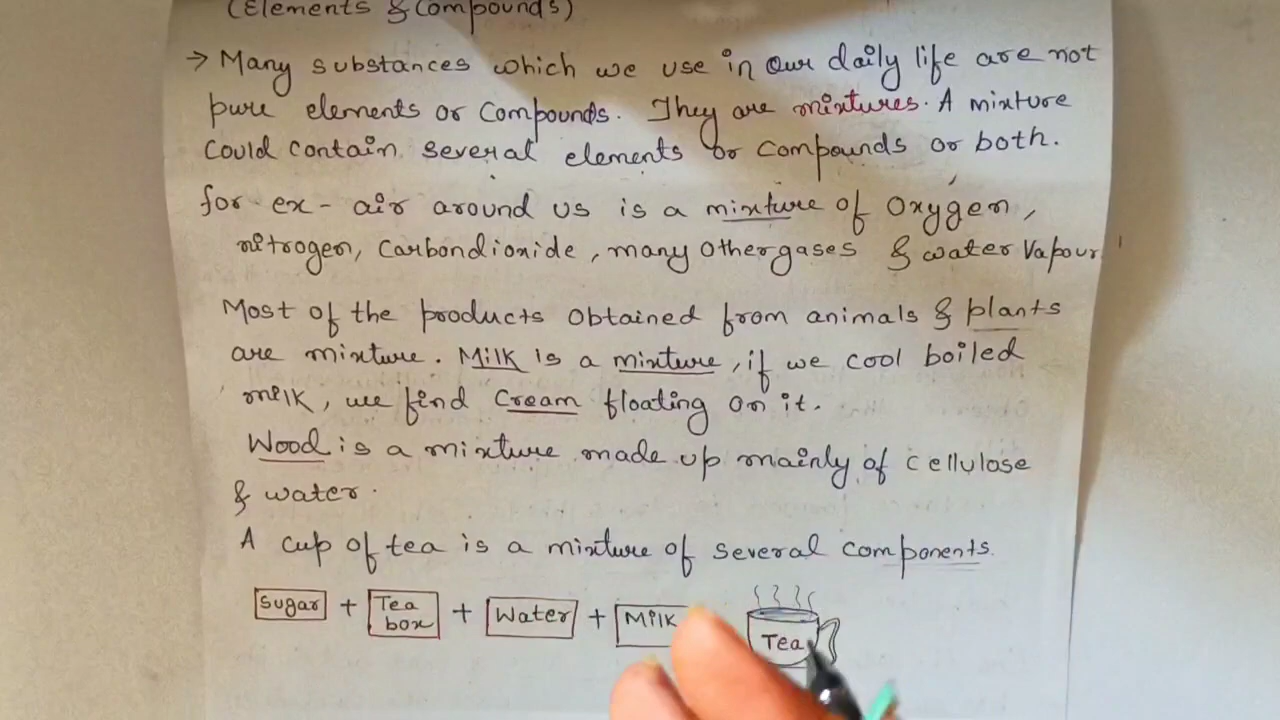 (Elements & Compounds)
→ Many substances which we use in our daily life are not
pure elements or compounds. They are mixtures. A mixture
could contain several elements or compounds or both.
for ex - air around us is a mixture of oxygen,
nitrogen, Carbondioxide, many other gases & water vapour
Most of the products obtained from animals & plants
are mixture. Milk is a mixture, if we cool boiled
milk, we find cream floating on it.
Wood is a mixture made up mainly of cellulose
& water.
A cup of tea is a mixture of several components.
Sugar + Tea box + Water + Milk Tea